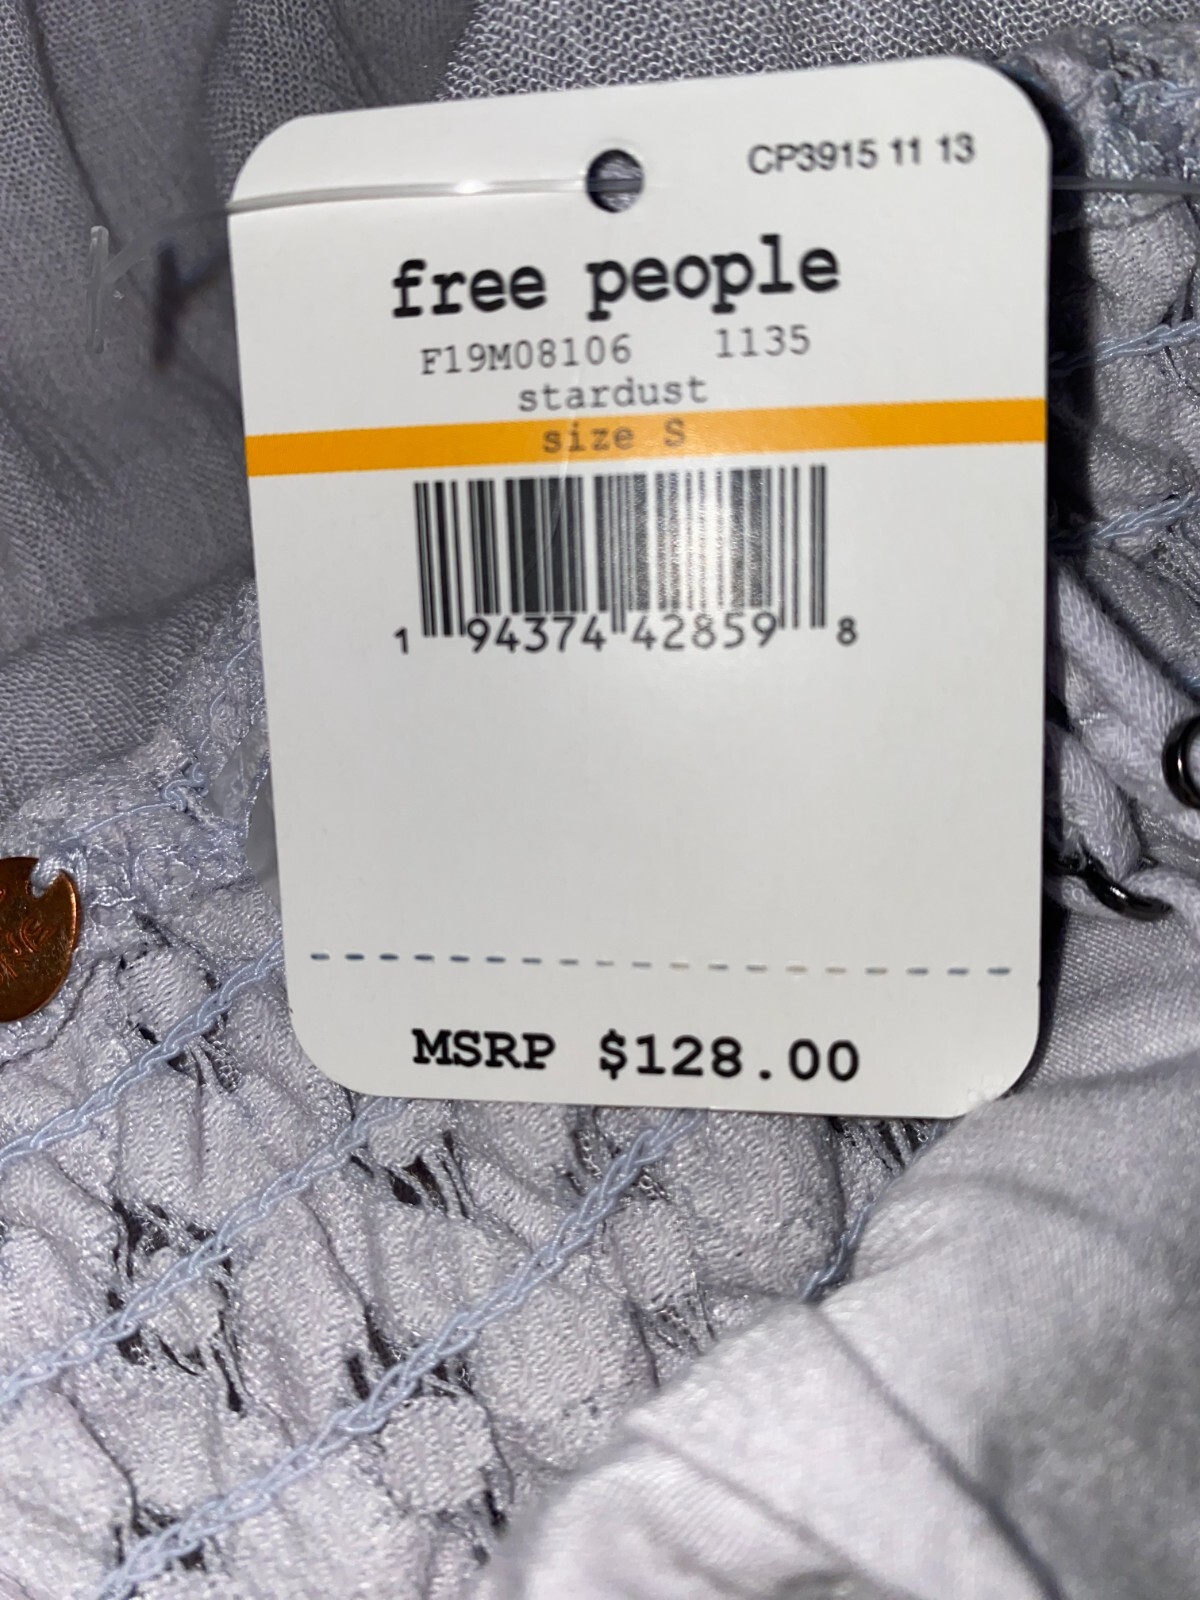 CP3915 11 13
free people
F19M08106 1135
stardust
size S
1 94374 42859 8
MSRP $128.00